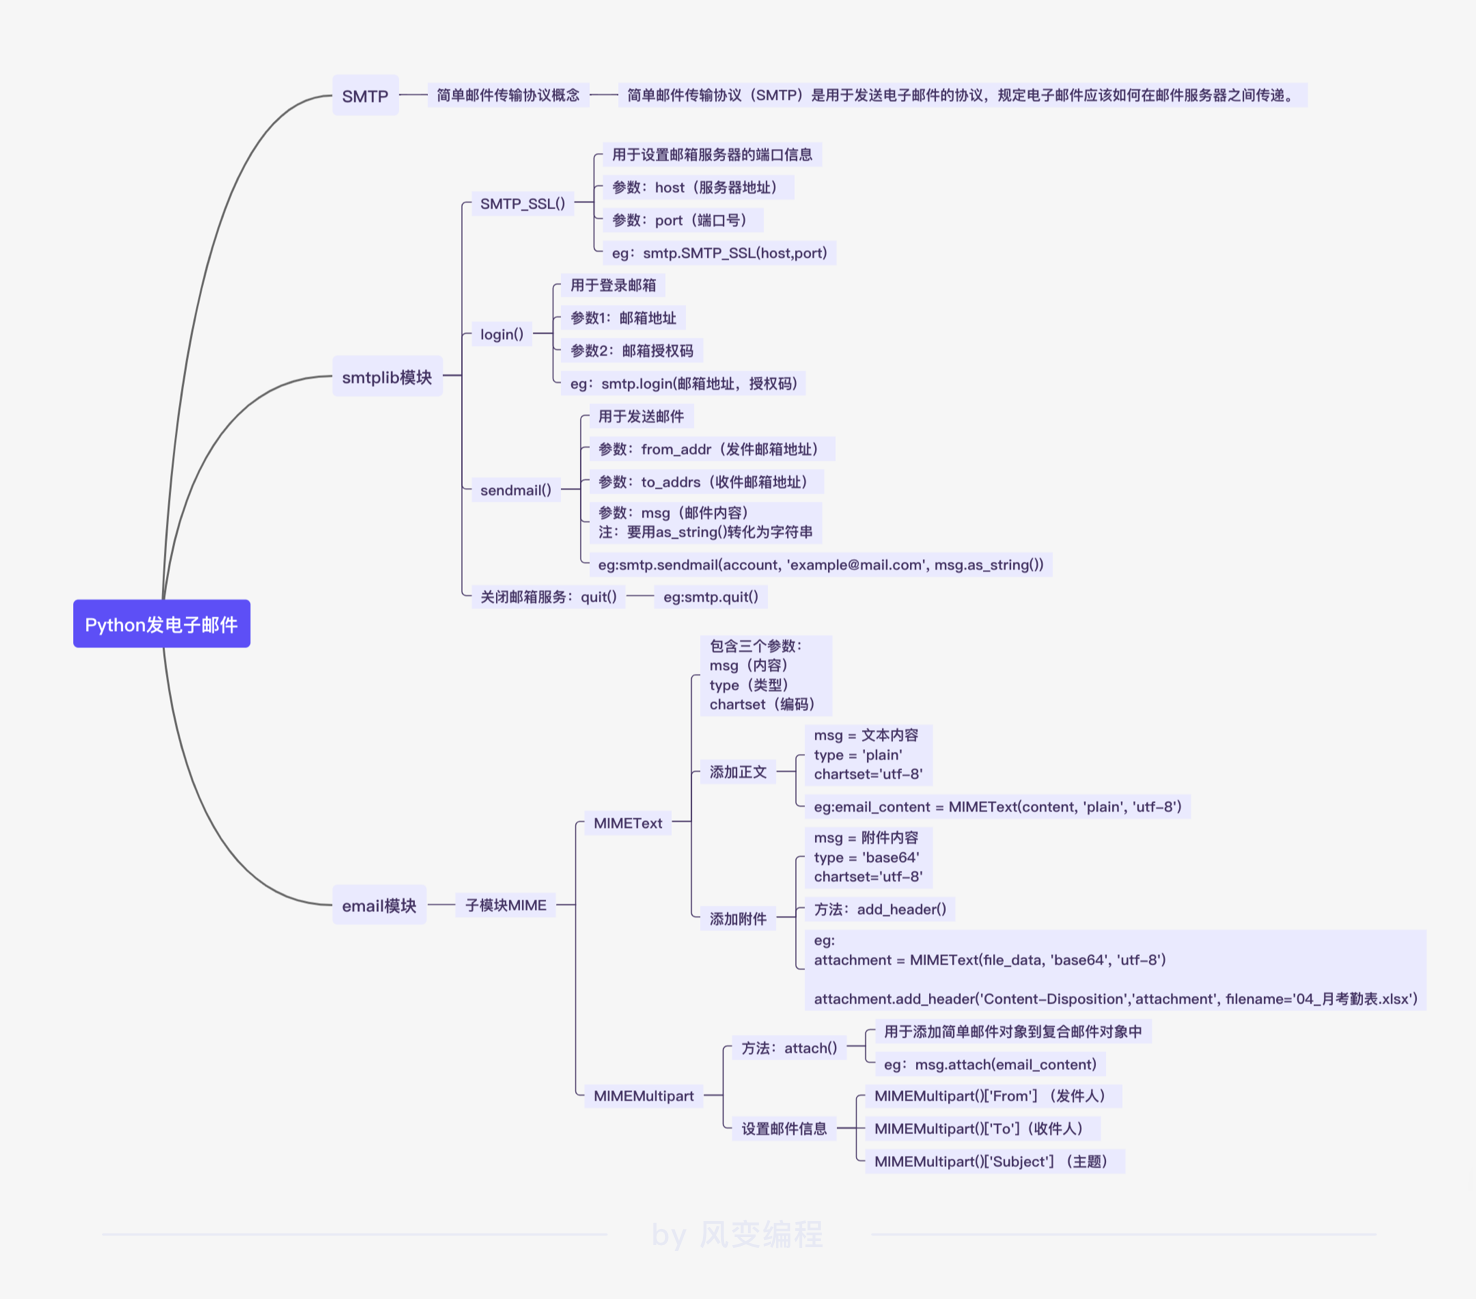 SMTP
简单邮件传输协议概念
简单邮件传输协议（SMTP）是用于发送电子邮件的协议，规定电子邮件应该如何在邮件服务器之间传递。
Python发电子邮件
smtplib模块
SMTP_SSL()
用于设置邮箱服务器的端口信息
参数：host（服务器地址）
参数：port（端口号）
eg：smtp.SMTP_SSL(host,port)
login()
用于登录邮箱
参数1：邮箱地址
参数2：邮箱授权码
eg：smtp.login(邮箱地址，授权码)
sendmail()
用于发送邮件
参数：from_addr（发件邮箱地址）
参数：to_addrs（收件邮箱地址）
参数：msg（邮件内容）
注：要用as_string()转化为字符串
eg:smtp.sendmail(account, 'example@mail.com', msg.as_string())
关闭邮箱服务：quit()
eg:smtp.quit()
email模块
子模块MIME
MIMEText
包含三个参数：
msg（内容）
type（类型）
chartset（编码）
添加正文
msg = 文本内容
type = 'plain'
chartset='utf-8'
eg:email_content = MIMEText(content, 'plain', 'utf-8')
添加附件
msg = 附件内容
type = 'base64'
chartset='utf-8'
方法：add_header()
eg:
attachment = MIMEText(file_data, 'base64', 'utf-8')
attachment.add_header('Content-Disposition','attachment', filename='04_月考勤表.xlsx')
MIMEMultipart
方法：attach()
用于添加简单邮件对象到复合邮件对象中
eg：msg.attach(email_content)
设置邮件信息
MIMEMultipart()['From'] （发件人）
MIMEMultipart()['To']（收件人）
MIMEMultipart()['Subject'] （主题）
by 风变编程